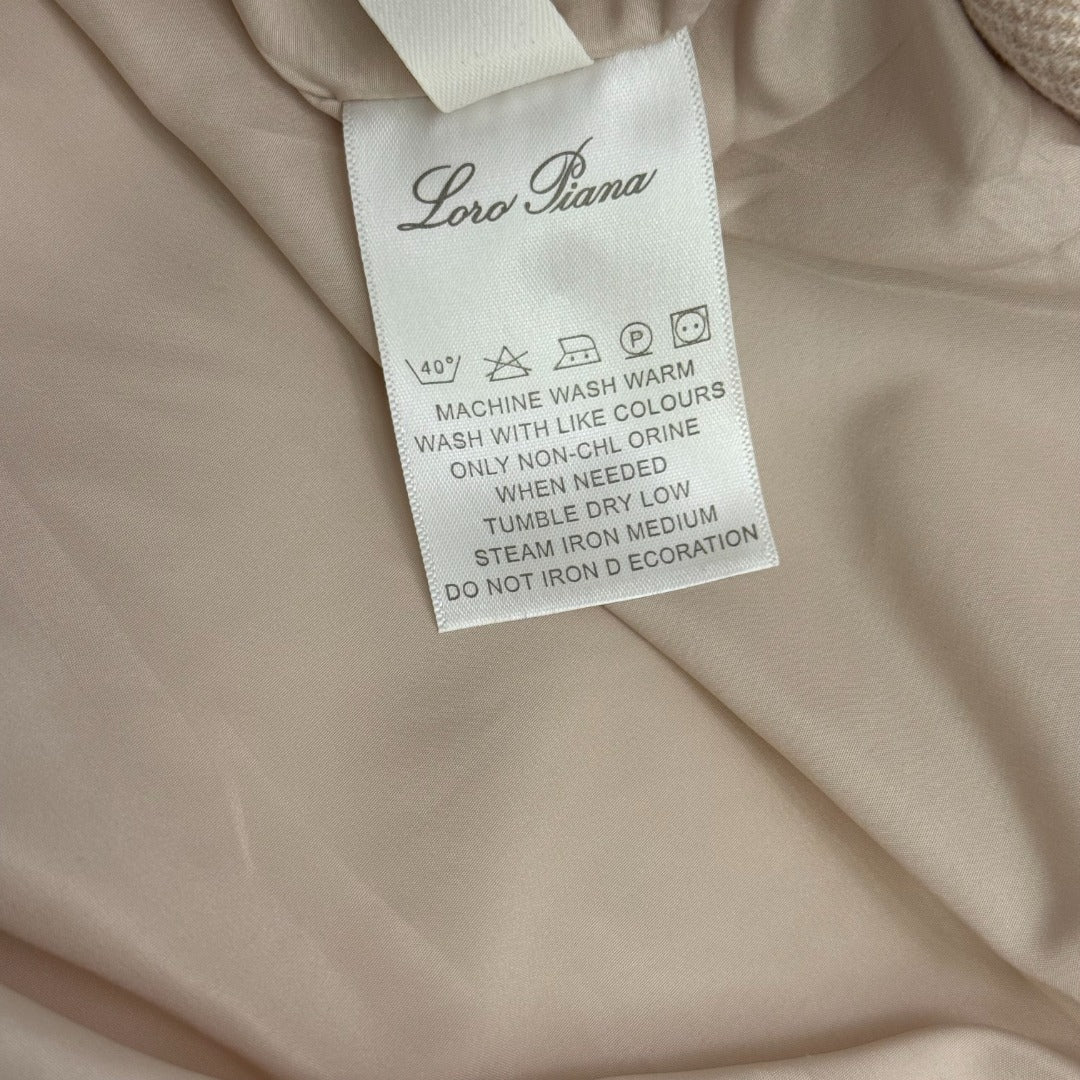 Loro Piana
40° P
MACHINE WASH WARM
WASH WITH LIKE COLOURS
ONLY NON-CHL ORINE
WHEN NEEDED
TUMBLE DRY LOW
STEAM IRON MEDIUM
DO NOT IRON D ECORATION